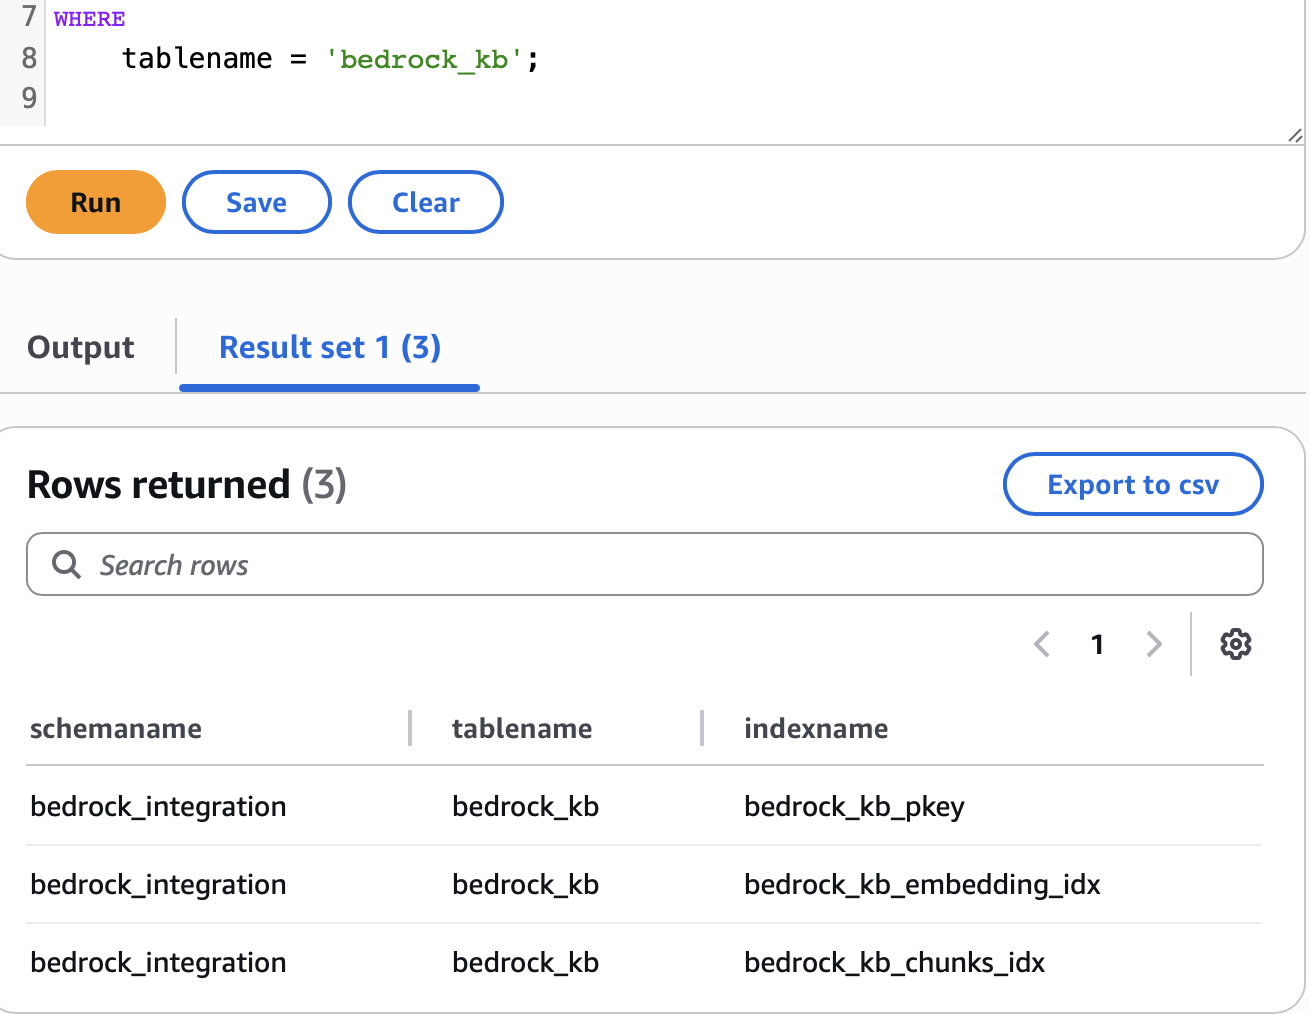 7 WHERE
8 tablename = 'bedrock_kb';
9
Run Save Clear
Output Result set 1 (3)
Rows returned (3) Export to csv
Search rows
1
schemaname tablename indexname
bedrock_integration bedrock_kb bedrock_kb_pkey
bedrock_integration bedrock_kb bedrock_kb_embedding_idx
bedrock_integration bedrock_kb bedrock_kb_chunks_idx